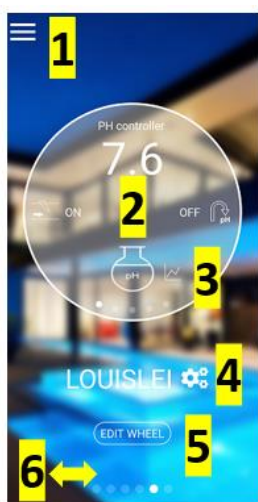 1
PH controller
7.6
ON
2
OFF
pH
pH
3
LOUISLEI
4
EDIT WHEEL
5
6